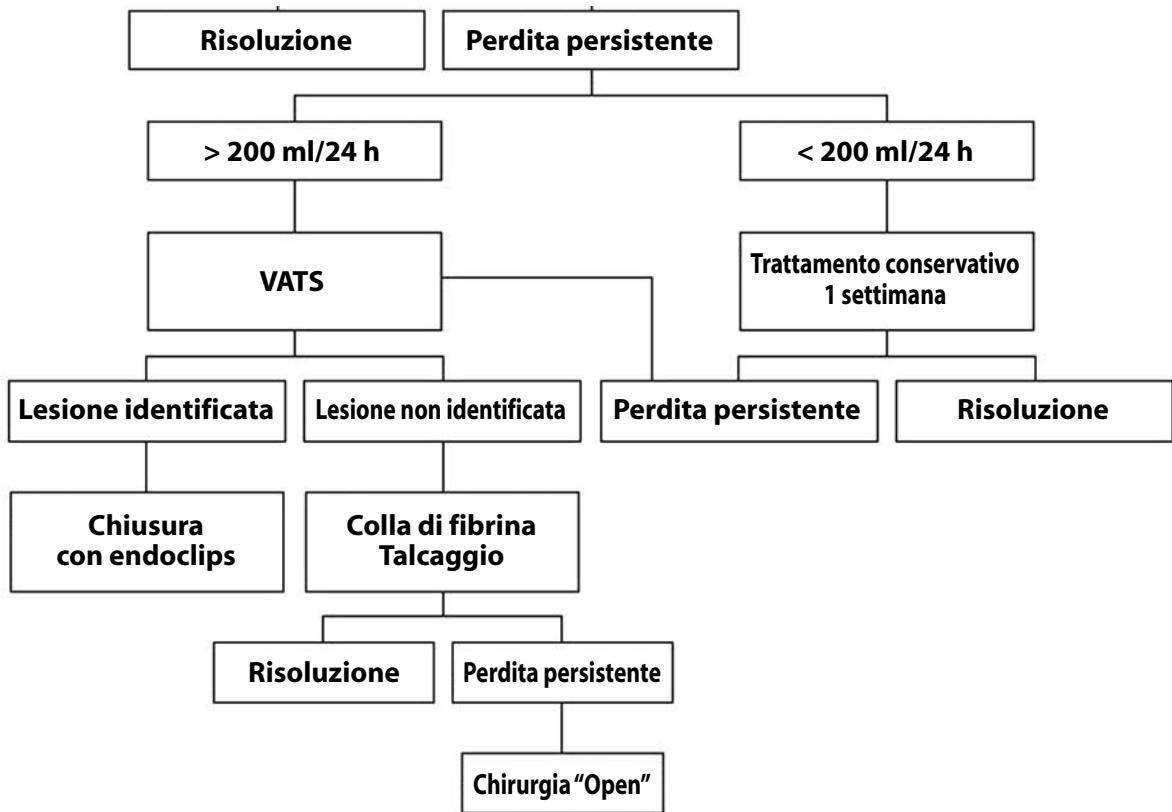 Risoluzione
Perdita persistente
> 200 ml/24 h
< 200 ml/24 h
VATS
Trattamento conservativo
1 settimana
Lesione identificata
Lesione non identificata
Perdita persistente
Risoluzione
Chiusura
con endoclips
Colla di fibrina
Talcaggio
Risoluzione
Perdita persistente
Chirurgia “Open”